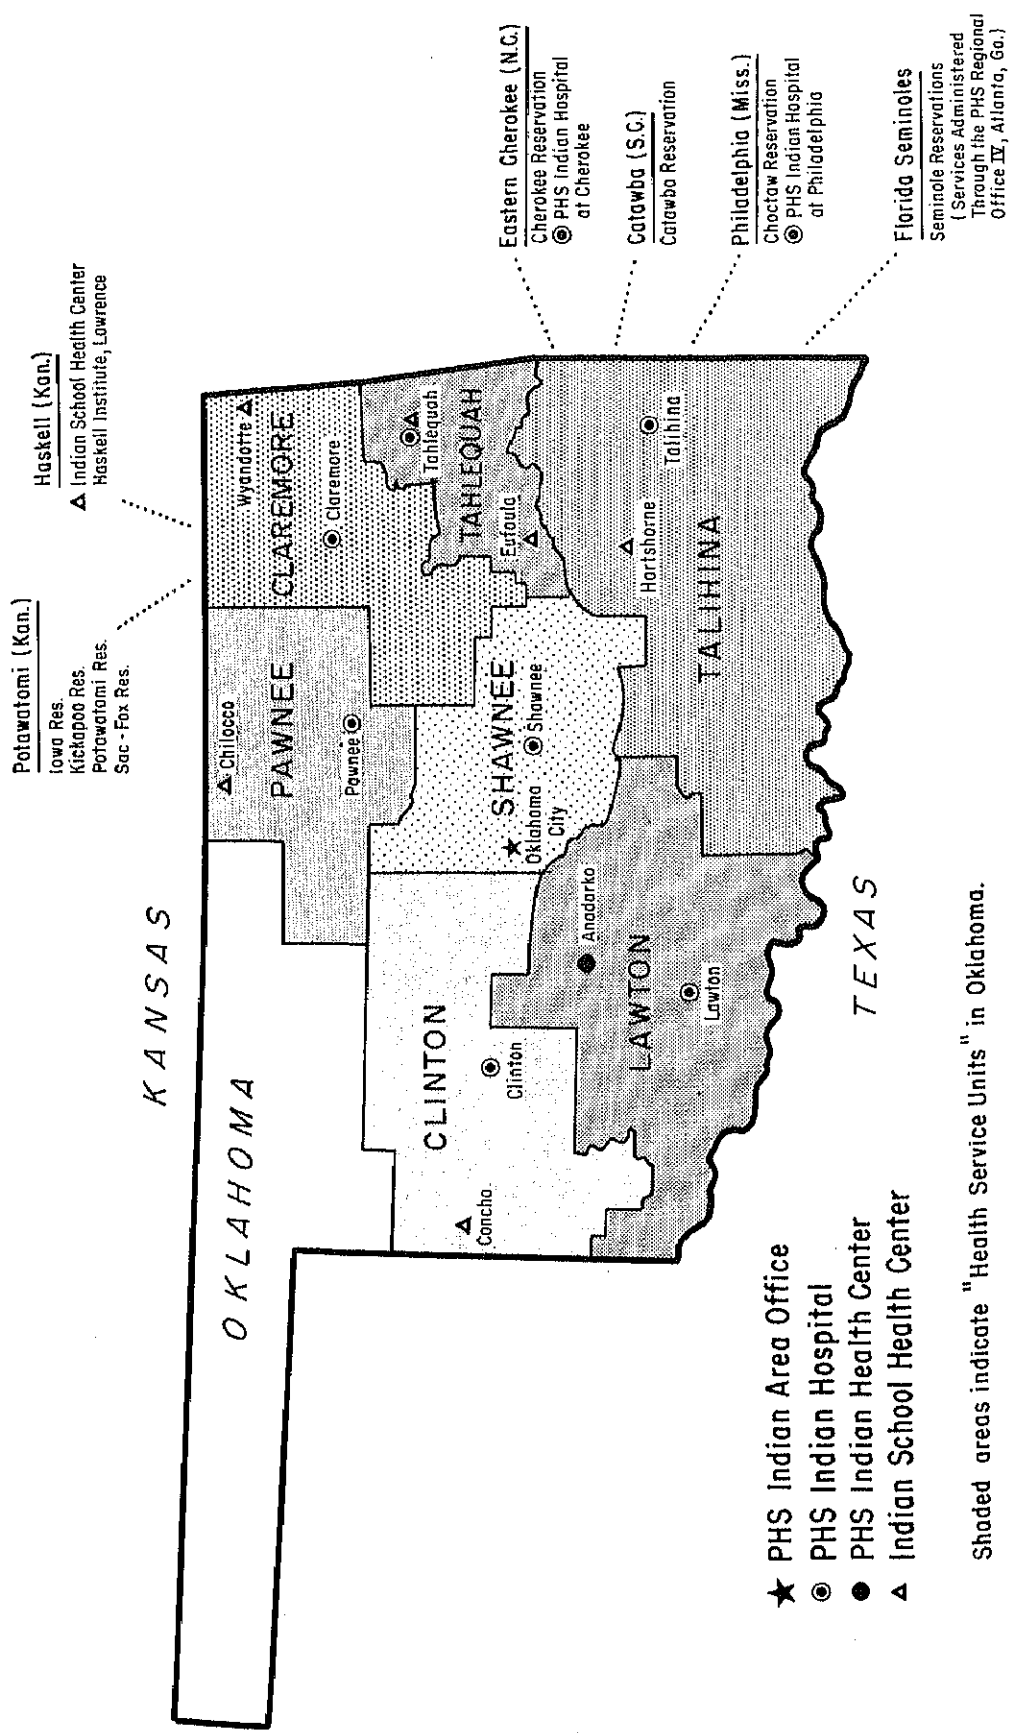 KANSAS
OKLAHOMA
TEXAS
Potawatami (Kan.)
Iowa Res.
Kickapoo Res.
Potawatami Res.
Sac - Fox Res.
Haskell (Kan.)
Indian School Health Center
Haskell Institute, Lawrence
PAWNEE
Chilocco
Pawnee
CLAREMORE
Wyandotte
Claremore
TAHLEQUAH
Tahlequah
Eufaula
CLINTON
Concho
Clinton
SHAWNEE
Shawnee
Oklahoma
City
LAWTON
Anadarko
Lawton
TALIHINA
Hartshorne
Talihina
Eastern Cherokee (N.C.)
Cherokee Reservation
PHS Indian Hospital
at Cherokee
Catawba (S.C.)
Catawba Reservation
Philadelphia (Miss.)
Choctaw Reservation
PHS Indian Hospital
at Philadelphia
Florida Seminoles
Seminole Reservations
(Services Administered
Through the PHS Regional
Office IV, Atlanta, Ga.)
PHS Indian Area Office
PHS Indian Hospital
PHS Indian Health Center
Indian School Health Center
Shaded areas indicate "Health Service Units" in Oklahoma.